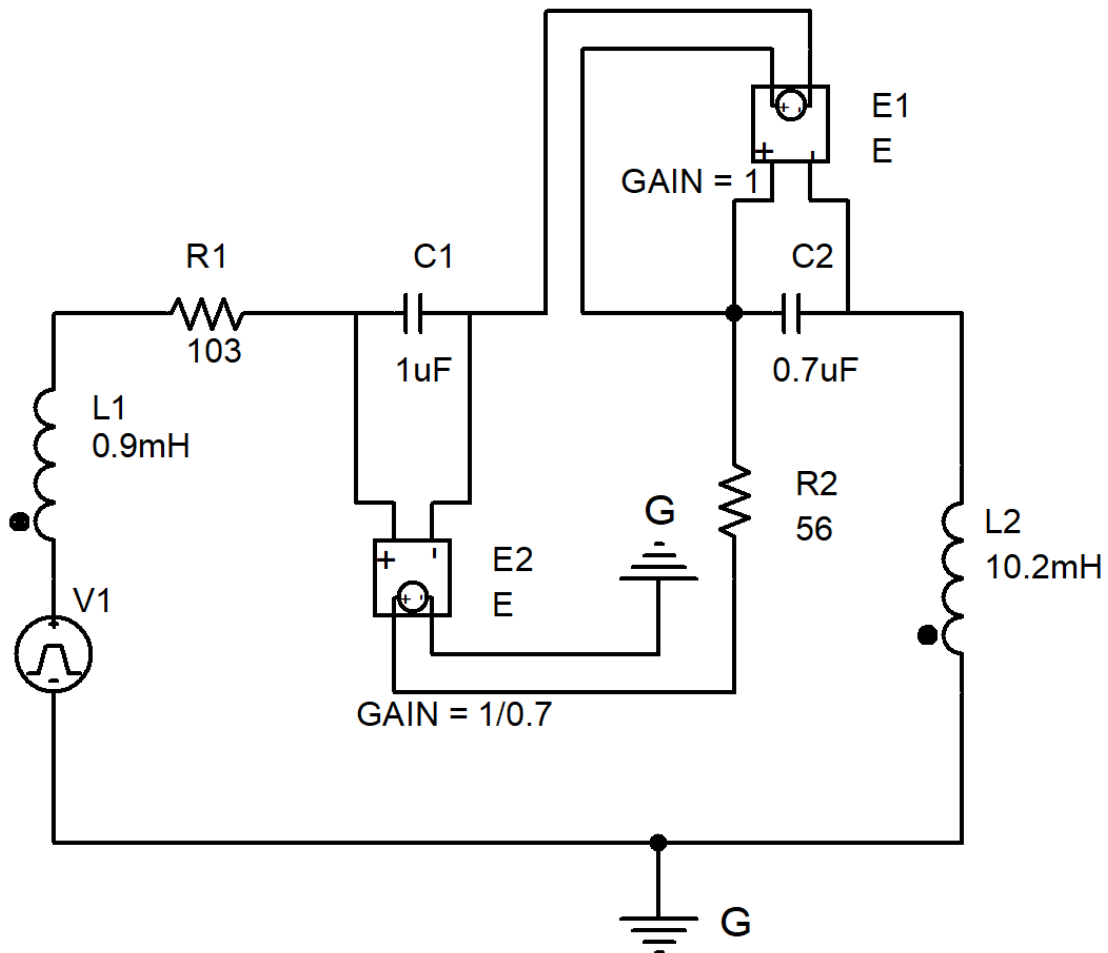 E1
E
GAIN = 1
R1
C1
C2
103
1uF
0.7uF
L1
0.9mH
R2
56
G
L2
10.2mH
E2
E
V1
GAIN = 1/0.7
G